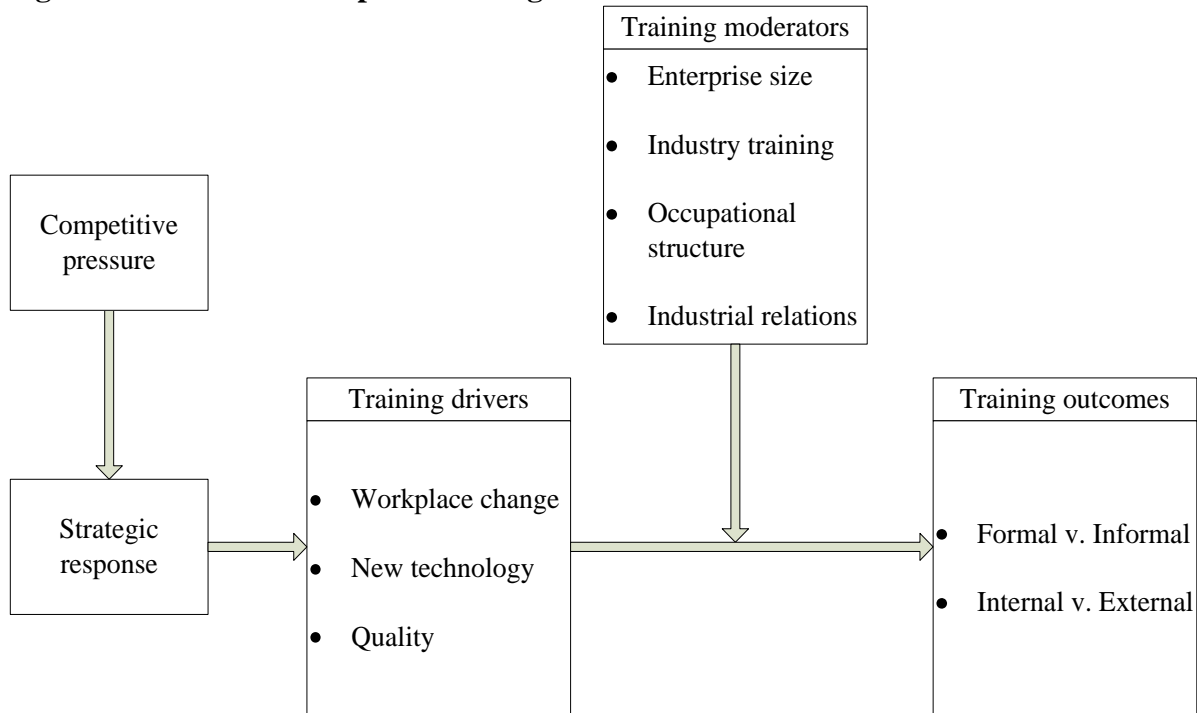 Training moderators
● Enterprise size
● Industry training
● Occupational
structure
● Industrial relations
Competitive
pressure
Strategic
response
Training drivers
● Workplace change
● New technology
● Quality
Training outcomes
● Formal v. Informal
● Internal v. External